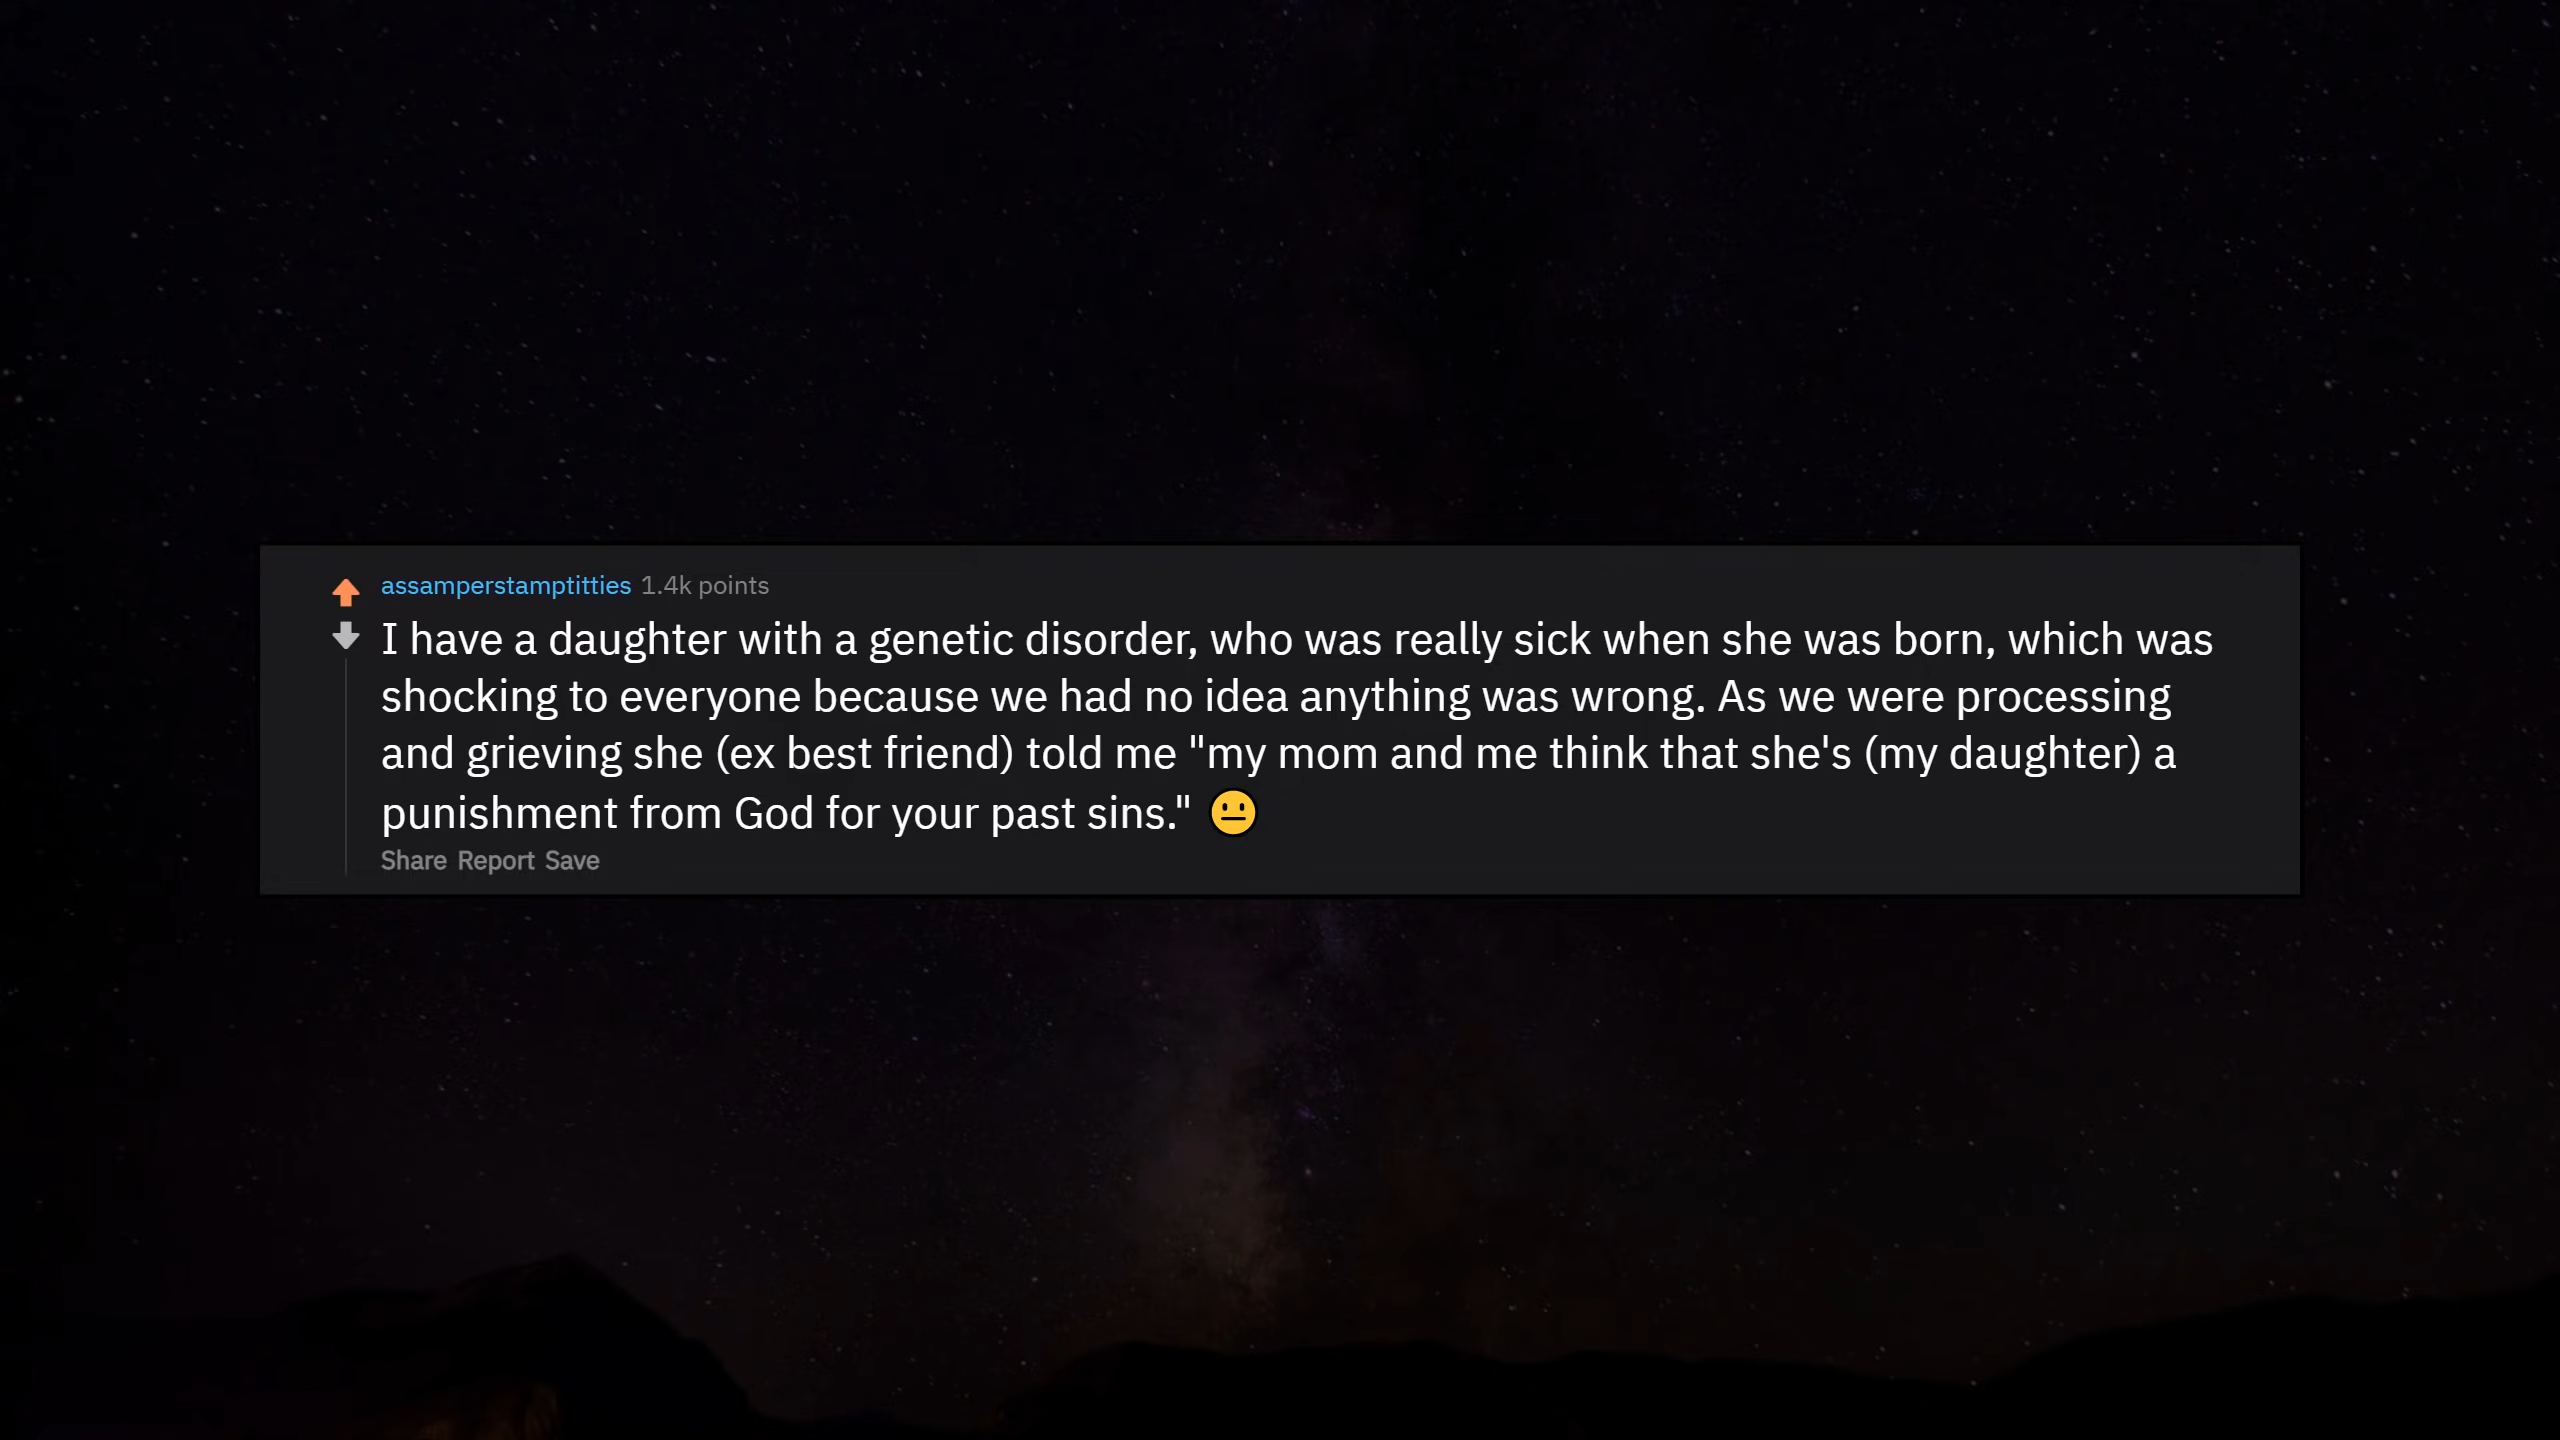 assamperstamptitties 1.4k points
I have a daughter with a genetic disorder, who was really sick when she was born, which was
shocking to everyone because we had no idea anything was wrong. As we were processing
and grieving she (ex best friend) told me "my mom and me think that she's (my daughter) a
punishment from God for your past sins." 😐
Share Report Save